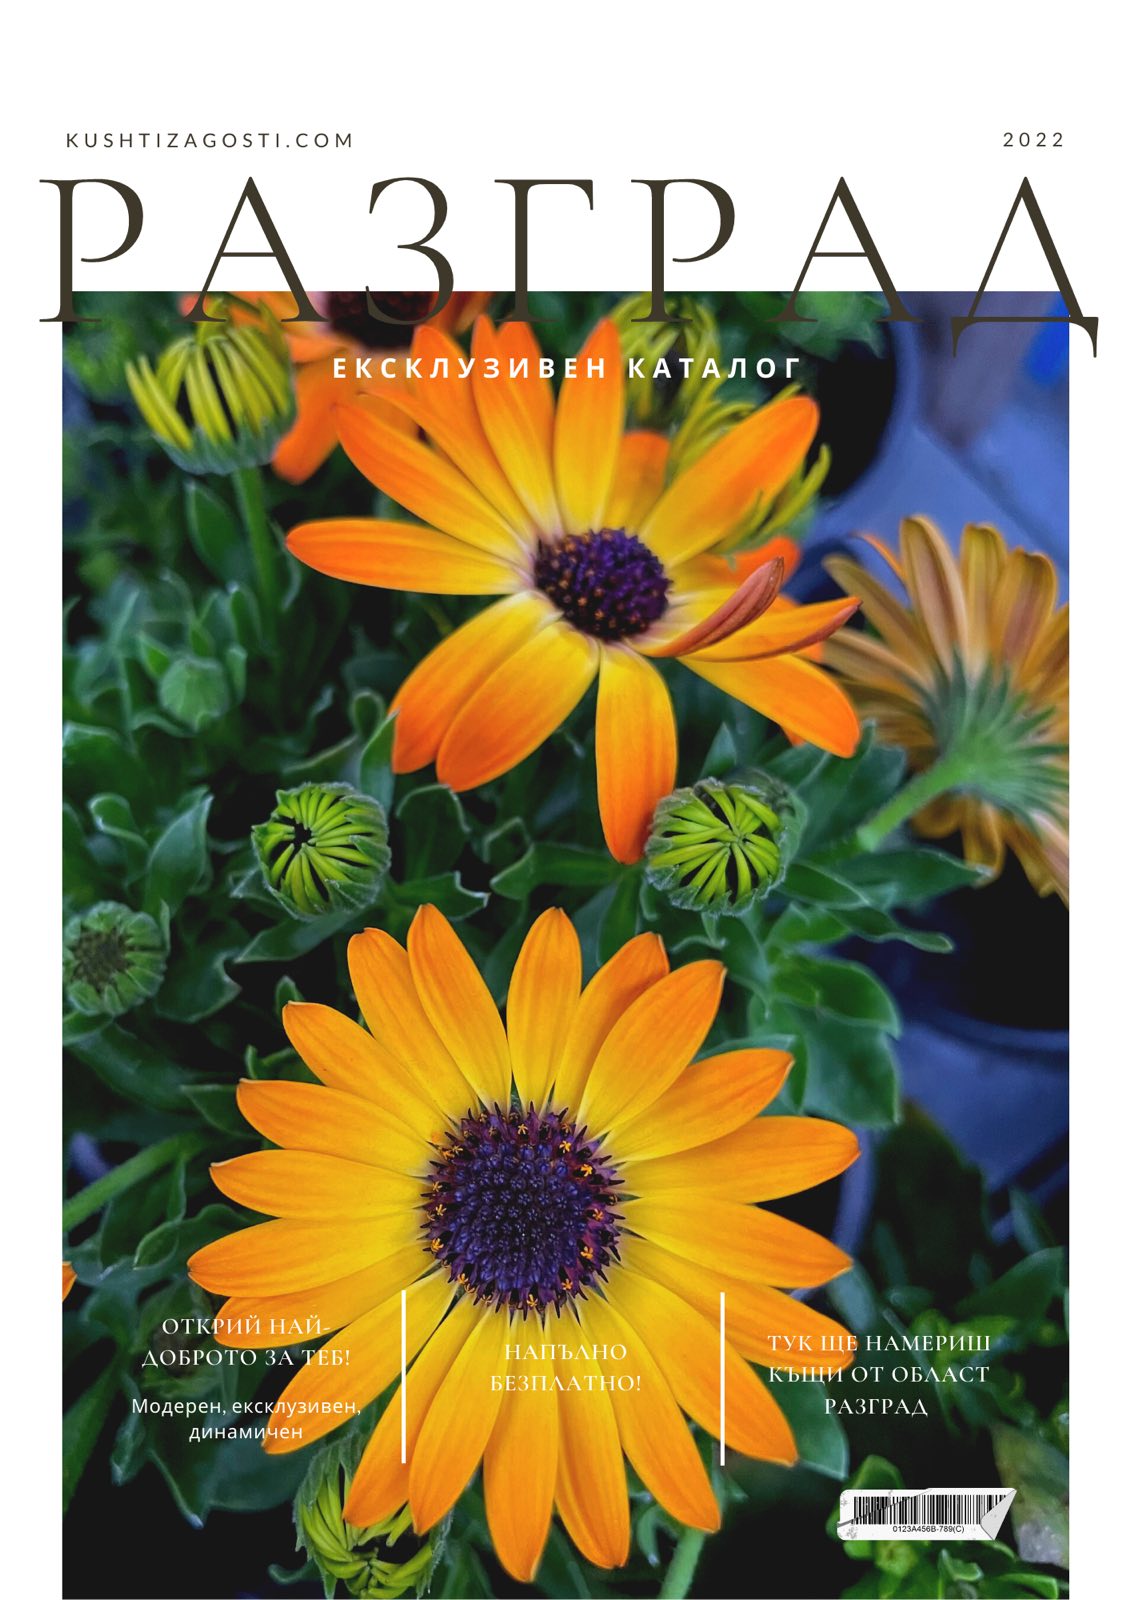 KUSHTIZAGOSTI.COM
2022
РАЗГРАД
ЕКСКЛУЗИВЕН КАТАЛОГ
ОТКРИЙ НАЙ-
ДОБРОТО ЗА ТЕБ!
Модерен, ексклузивен,
динамичен
НАПЪЛНО
БЕЗПЛАТНО!
ТУК ЩЕ НАМЕРИШ
КЪЩИ ОТ ОБЛАСТ
РАЗГРАД
0123A456B-789(C)